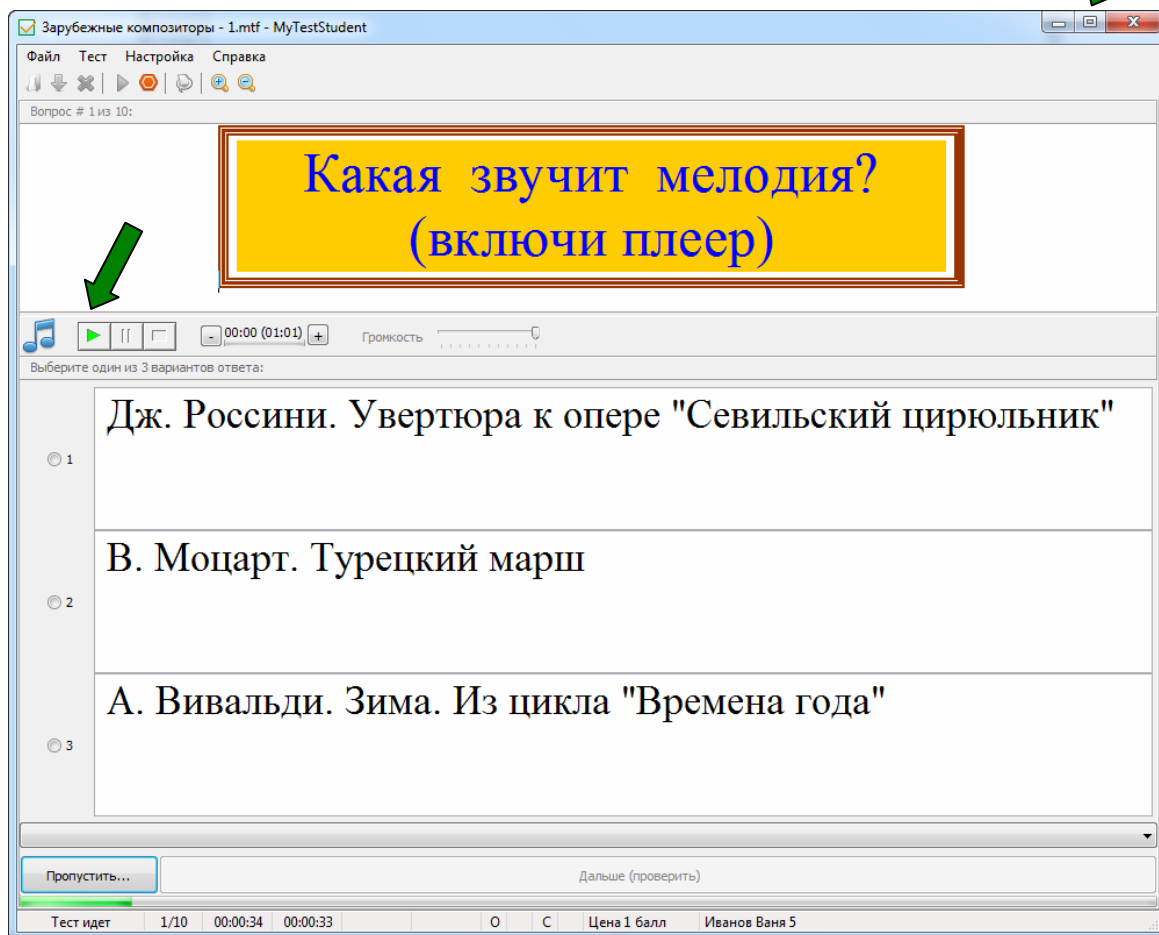 Зарубежные композиторы - 1.mtf - MyTestStudent
Файл Тест Настройка Справка
Вопрос # 1 из 10:
Какая звучит мелодия?
(включи плеер)
- 00:00 (01:01) + Громкость
Выберите один из 3 вариантов ответа:
Дж. Россини. Увертюра к опере "Севильский цирюльник"
1
В. Моцарт. Турецкий марш
2
А. Вивальди. Зима. Из цикла "Времена года"
3
Пропустить... Дальше (проверить)
Тест идет 1/10 00:00:34 00:00:33 О С Цена 1 балл Иванов Ваня 5